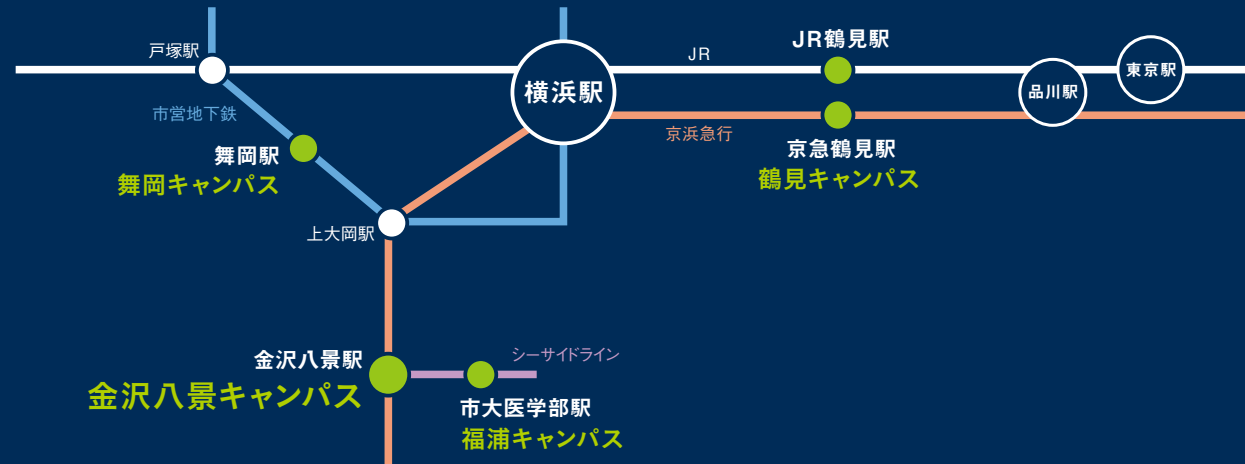 戸塚駅
市営地下鉄
舞岡駅
舞岡キャンパス
上大岡駅
横浜駅
JR
JR鶴見駅
京浜急行
京急鶴見駅
鶴見キャンパス
品川駅
東京駅
金沢八景駅
金沢八景キャンパス
シーサイドライン
市大医学部駅
福浦キャンパス